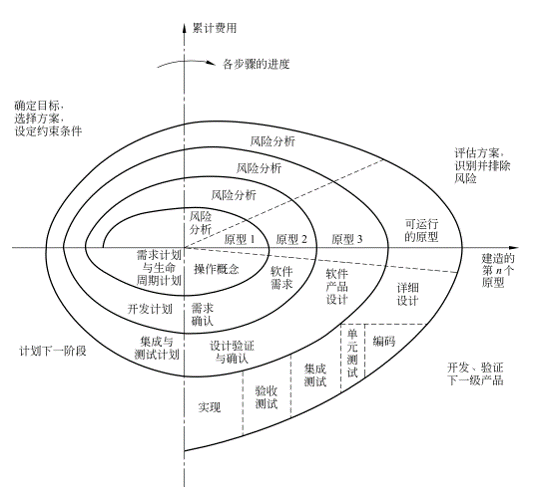 累计费用
各步骤的进度
确定目标,
选择方案,
设定约束条件
风险分析
评估方案,
识别并排除
风险
风险分析
风险分析
风险
分析
原型 1
原型 2
原型 3
可运行
的原型
建造的
第 n 个
原型
需求计划
与生命
周期计划
操作概念
软件
需求
软件
产品
设计
详细
设计
开发计划
需求
确认
集成与
测试计划
设计验证
与确认
单
元
测
试
编码
计划下一阶段
开发、验证
下一级产品
集成
测试
验收
测试
实现